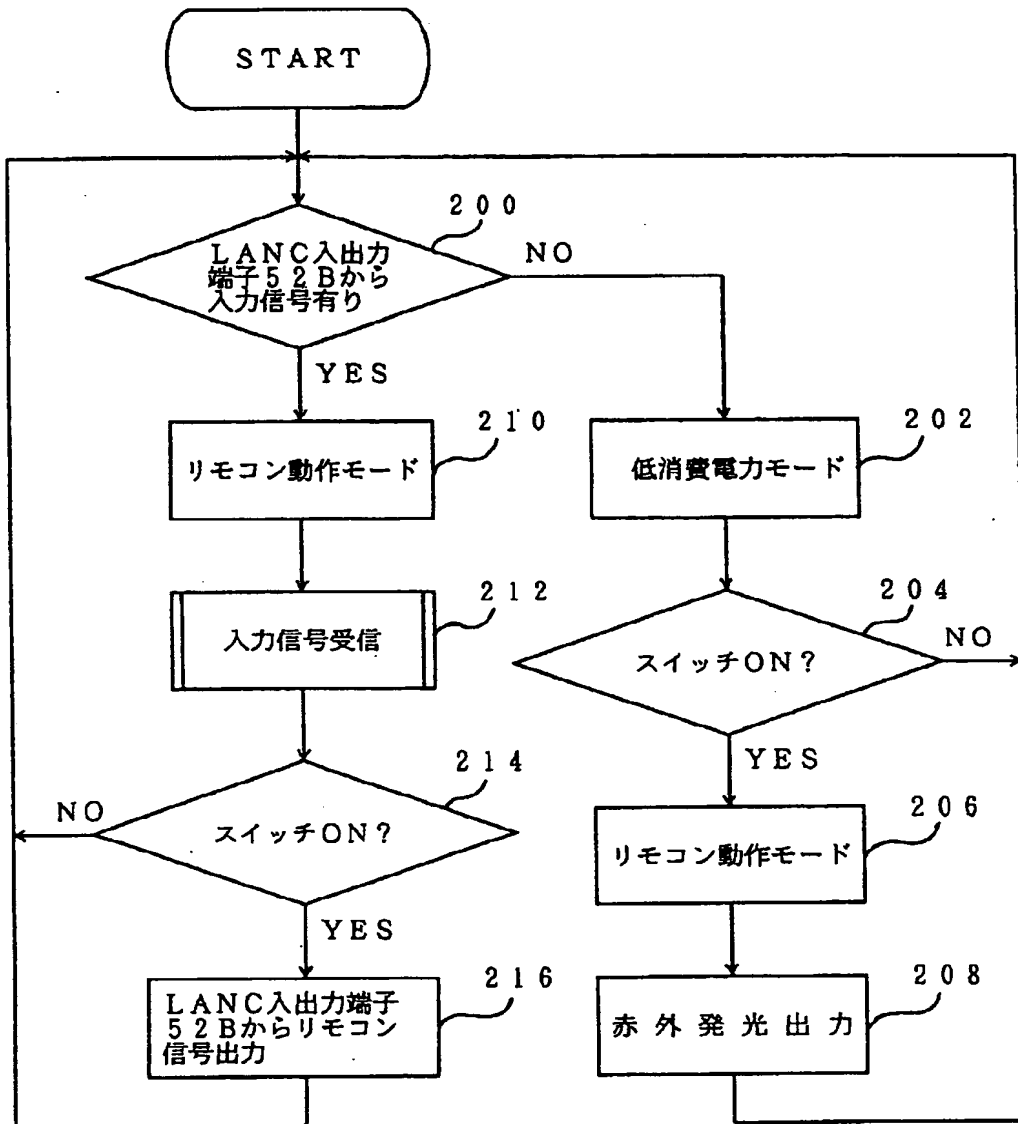 ＳＴＡＲＴ
２００
ＬＡＮＣ入出力
端子５２Ｂから
入力信号有り
ＮＯ
ＹＥＳ
２１０
リモコン動作モード
２０２
低消費電力モード
２１２
入力信号受信
２０４
スイッチＯＮ？
ＮＯ
ＹＥＳ
２１４
ＮＯ
スイッチＯＮ？
ＹＥＳ
２０６
リモコン動作モード
２１６
ＬＡＮＣ入出力端子
５２Ｂからリモコン
信号出力
２０８
赤外発光出力